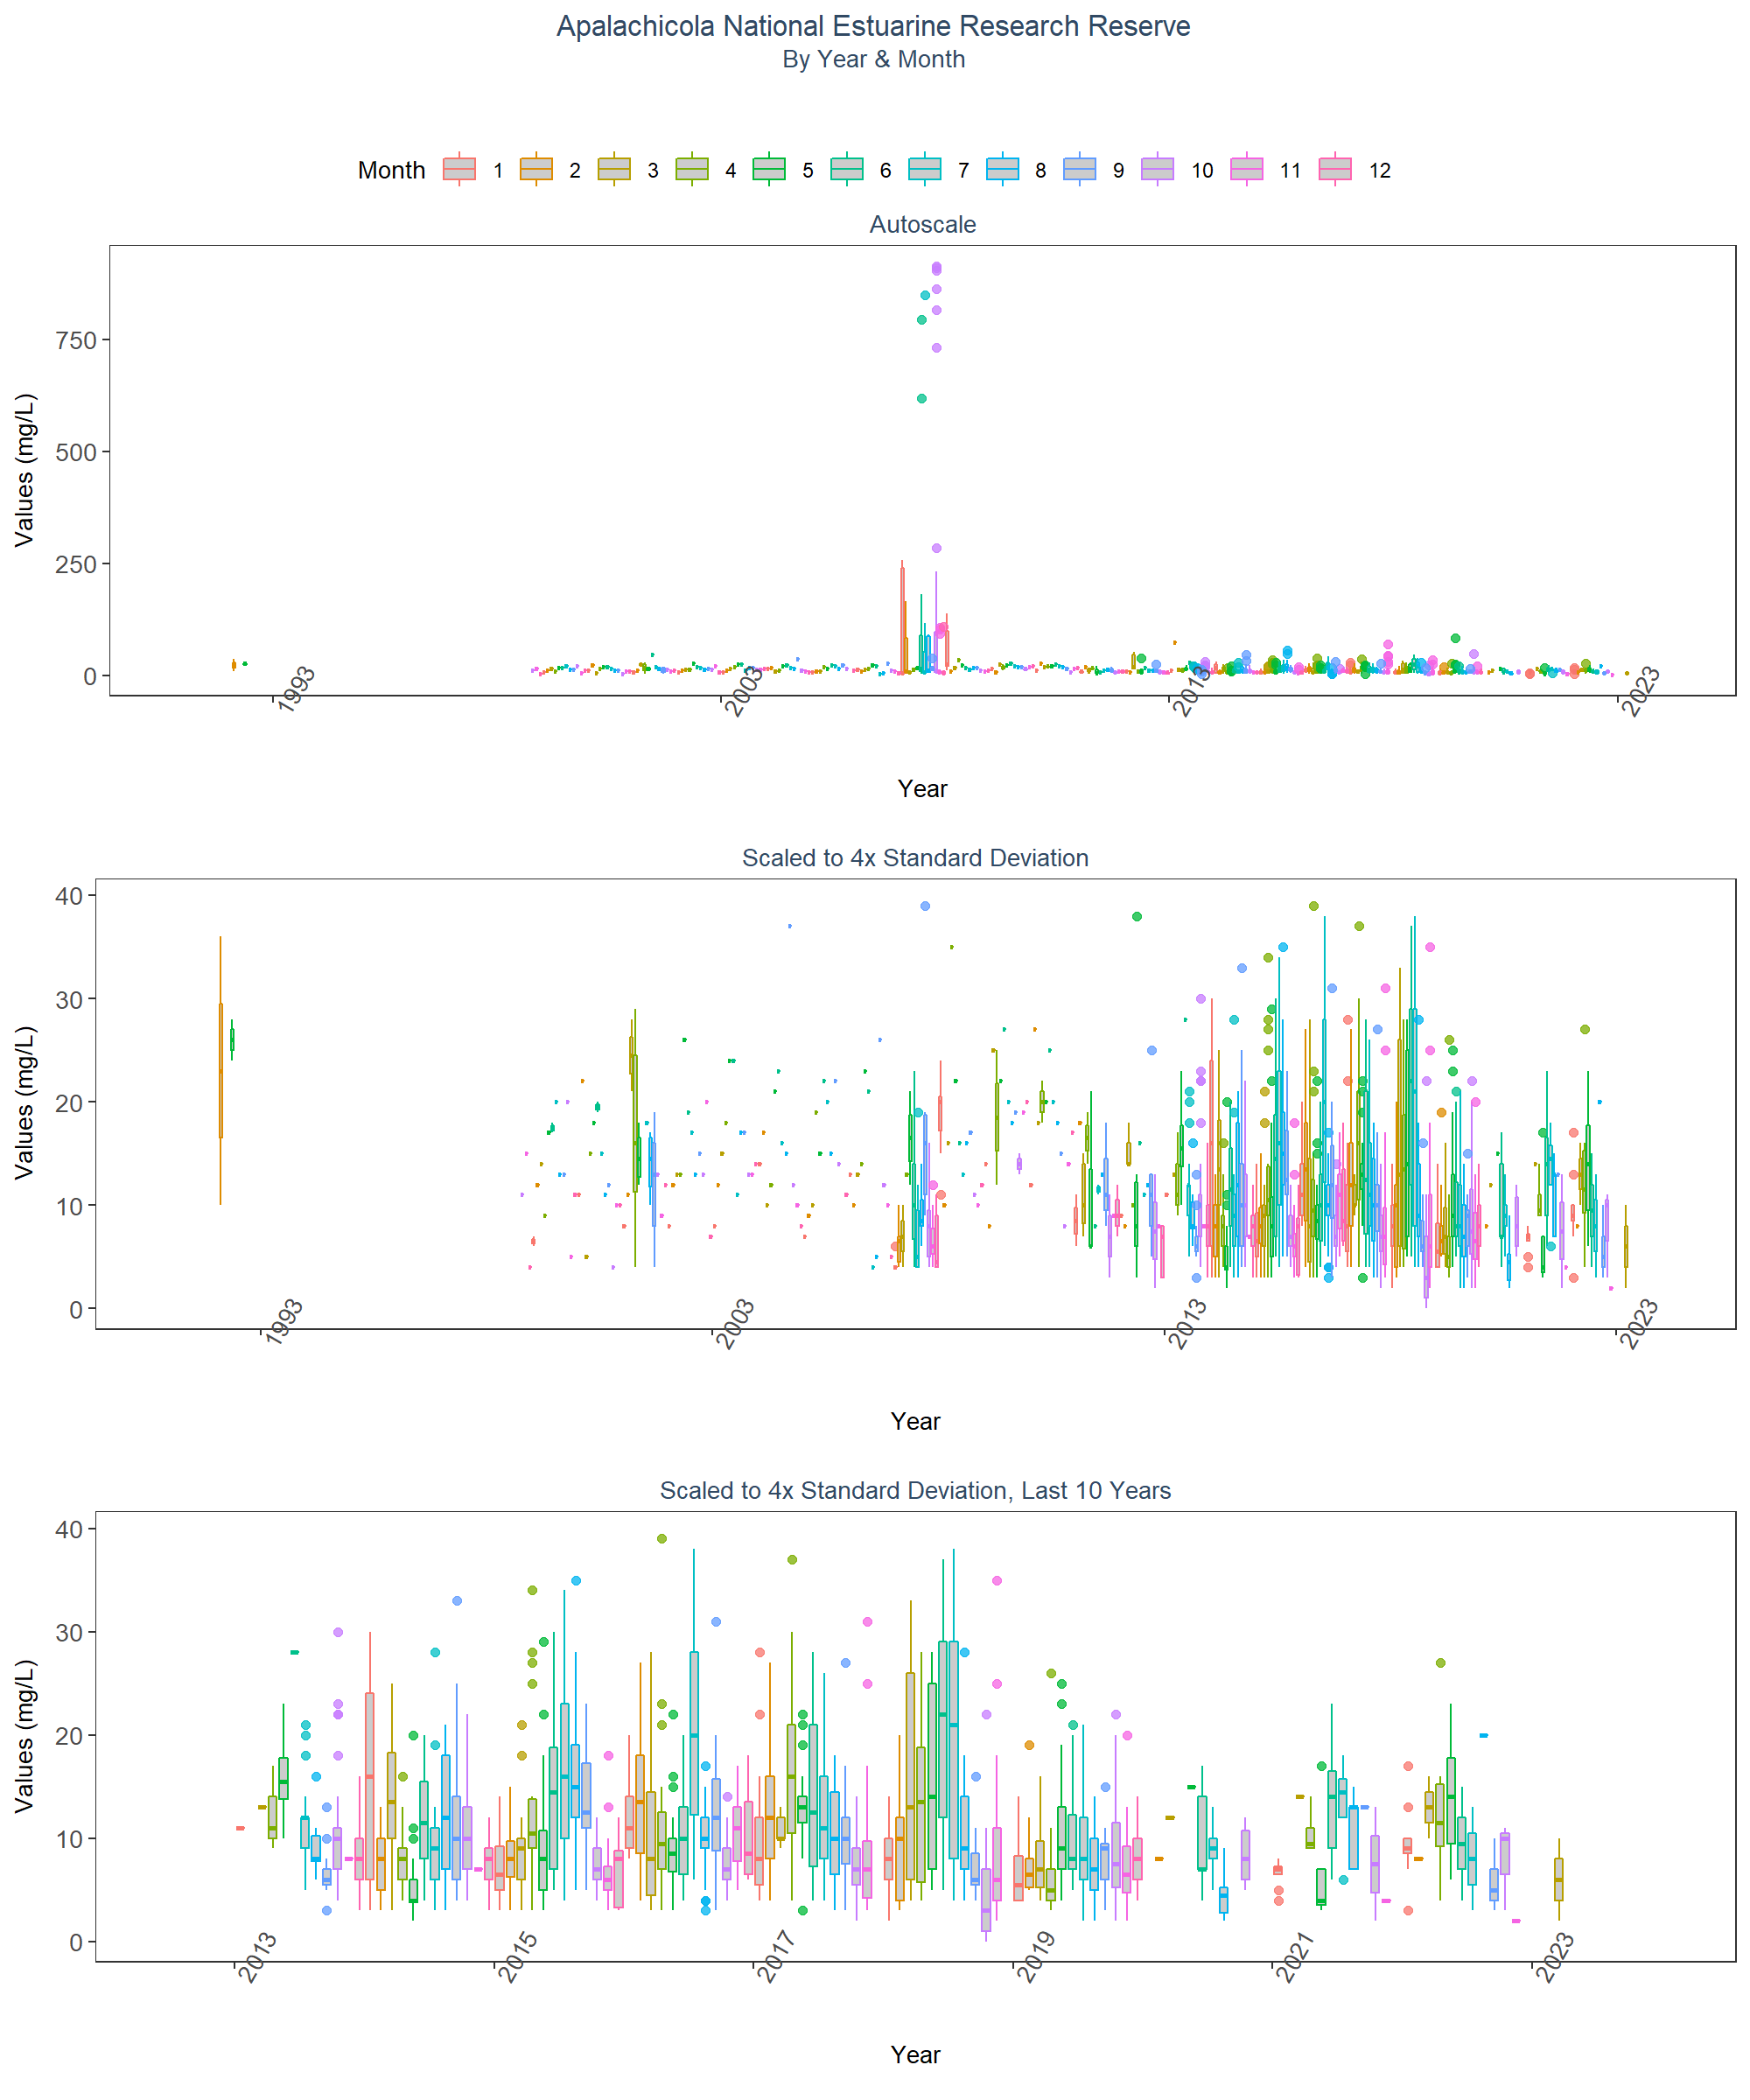 Apalachicola National Estuarine Research Reserve
By Year & Month
Month 1 2 3 4 5 6 7 8 9 10 11 12
Autoscale
Values (mg/L)
750
500
250
0
1993 2003 2013 2023
Year
Scaled to 4x Standard Deviation
Values (mg/L)
40
30
20
10
0
1993 2003 2013 2023
Year
Scaled to 4x Standard Deviation, Last 10 Years
Values (mg/L)
40
30
20
10
0
2013 2015 2017 2019 2021 2023
Year